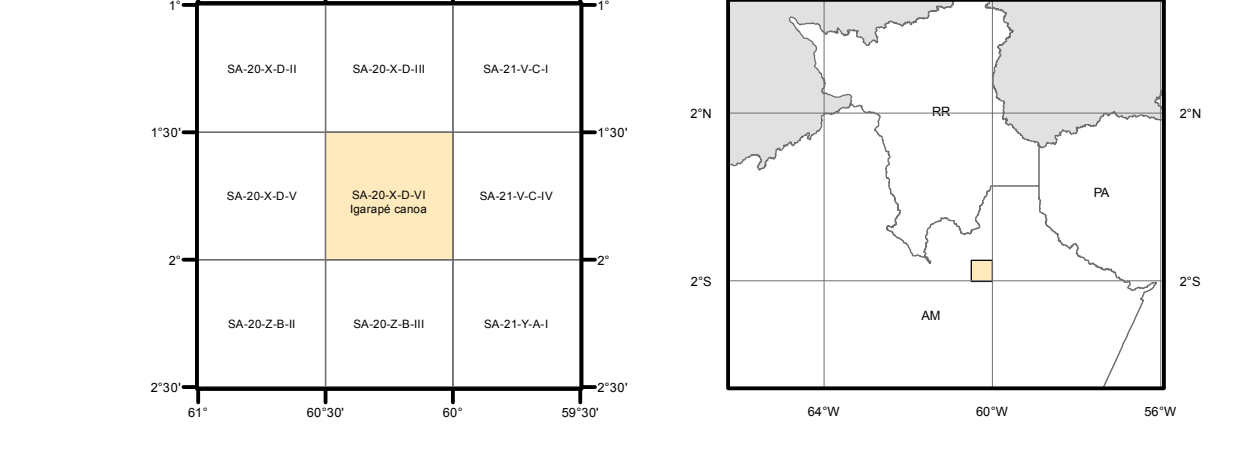 1° 1°
SA-20-X-D-II SA-20-X-D-III SA-21-V-C-I
1°30' 1°30'
SA-20-X-D-V SA-20-X-D-VI SA-21-V-C-IV
Igarapé canoa
2° 2°
SA-20-Z-B-II SA-20-Z-B-III SA-21-Y-A-I
2°30' 2°30'
61° 60°30' 60° 59°30'
RR
2°N 2°N
PA
2°S 2°S
AM
64°W 60°W 56°W